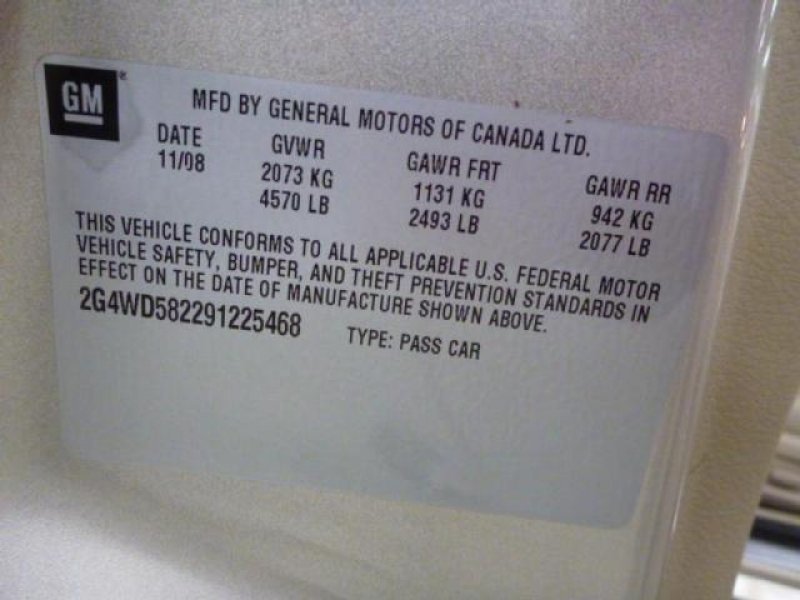 GM
MFD BY GENERAL MOTORS OF CANADA LTD.
DATE GVWR GAWR FRT GAWR RR
11/08 2073 KG 1131 KG 942 KG
4570 LB 2493 LB 2077 LB
THIS VEHICLE CONFORMS TO ALL APPLICABLE U.S. FEDERAL MOTOR
VEHICLE SAFETY, BUMPER, AND THEFT PREVENTION STANDARDS IN
EFFECT ON THE DATE OF MANUFACTURE SHOWN ABOVE.
2G4WD582291225468 TYPE: PASS CAR